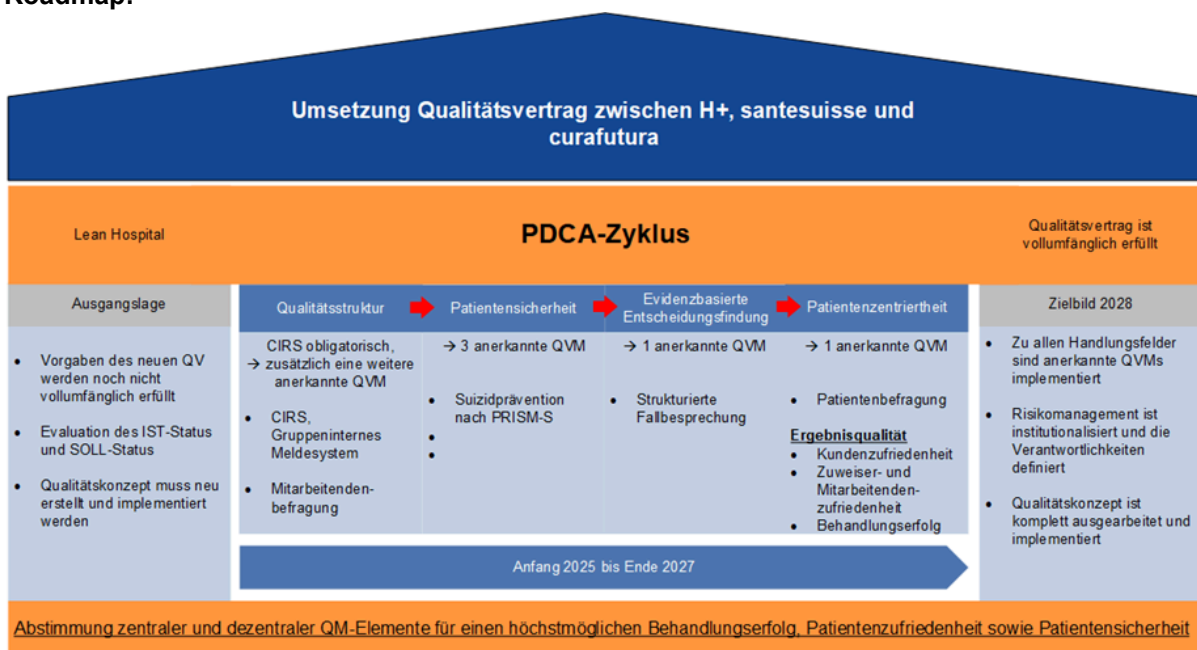 Roadmap:
Umsetzung Qualitätsvertrag zwischen H+, santesuisse und
curafutura
Lean Hospital
PDCA-Zyklus
Qualitätsvertrag ist
vollumfänglich erfüllt
Ausgangslage
• Vorgaben des neuen QV
werden noch nicht
vollumfänglich erfüllt
• Evaluation des IST-Status
und SOLL-Status
• Qualitätskonzept muss neu
erstellt und implementiert
werden
Qualitätsstruktur
CIRS obligatorisch,
→ zusätzlich eine weitere
anerkannte QVM
• CIRS,
Gruppeninternes
Meldesystem
• Mitarbeitenden-
befragung
Patientensicherheit
→ 3 anerkannte QVM
• Suizidprävention
nach PRISM-S
•
•
Evidenzbasierte
Entscheidungsfindung
→ 1 anerkannte QVM
• Strukturierte
Fallbesprechung
Patientenzentriertheit
→ 1 anerkannte QVM
• Patientenbefragung
Ergebnisqualität
• Kundenzufriedenheit
• Zuweiser- und
Mitarbeitenden-
zufriedenheit
• Behandlungserfolg
Zielbild 2028
• Zu allen Handlungsfelder
sind anerkannte QVMs
implementiert
• Risikomanagement ist
institutionalisiert und die
Verantwortlichkeiten
definiert
• Qualitätskonzept ist
komplett ausgearbeitet und
implementiert
Anfang 2025 bis Ende 2027
Abstimmung zentraler und dezentraler QM-Elemente für einen höchstmöglichen Behandlungserfolg, Patientenzufriedenheit sowie Patientensicherheit